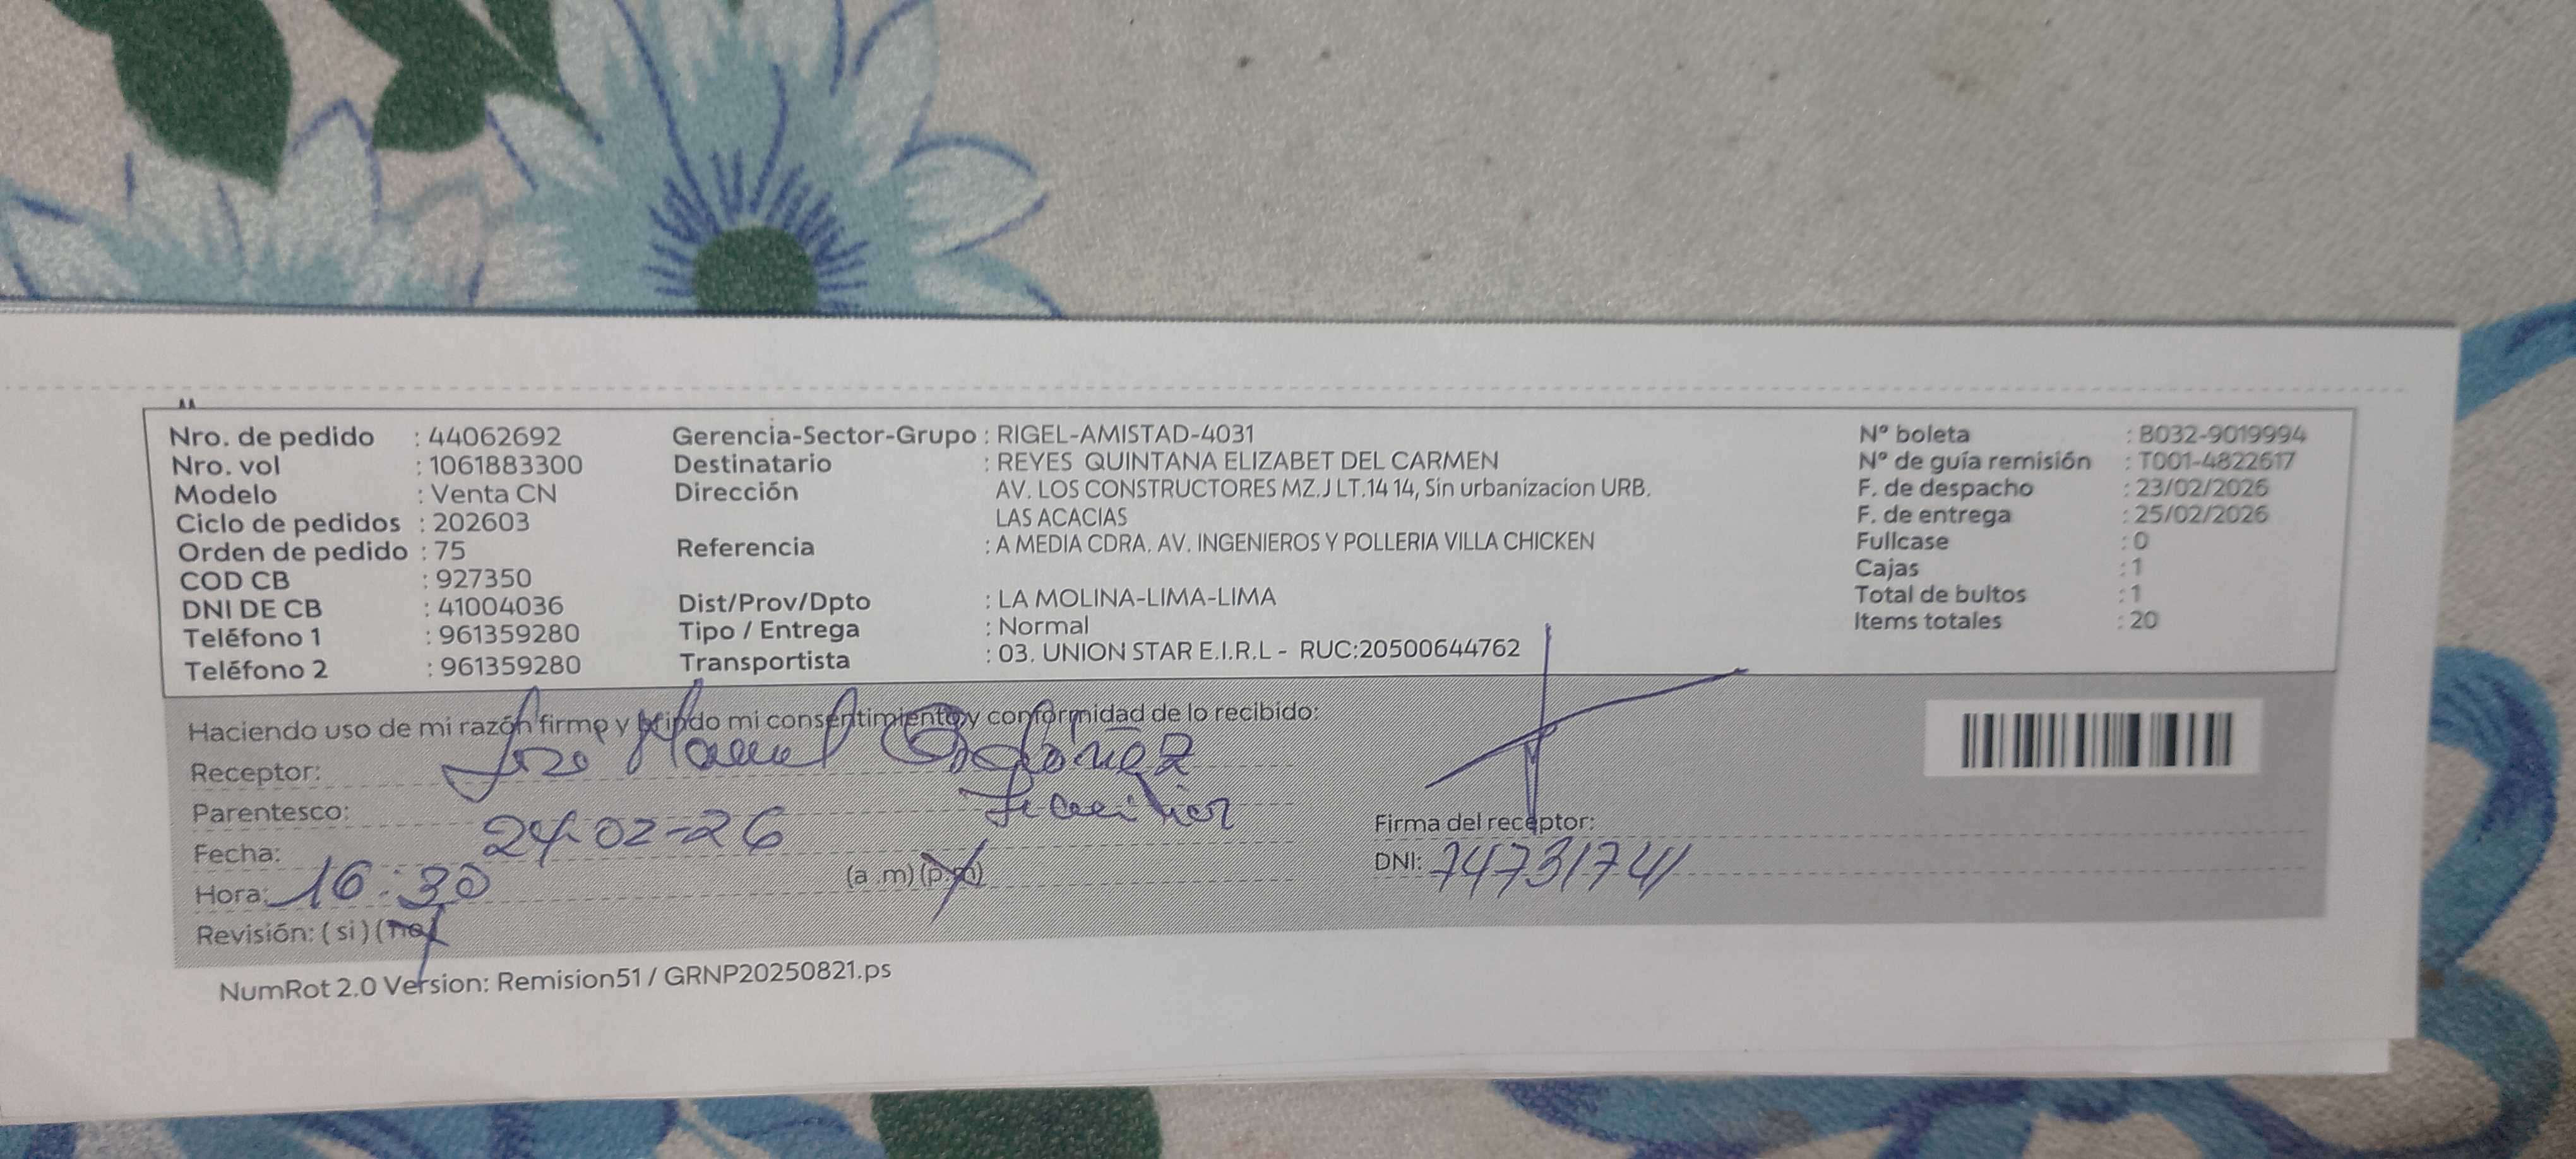 Nro. de pedido : 44062692
Nro. vol : 1061883300
Modelo : Venta CN
Ciclo de pedidos : 202603
Orden de pedido : 75
COD CB : 927350
DNI DE CB : 41004036
Teléfono 1 : 961359280
Teléfono 2 : 961359280
Gerencia-Sector-Grupo : RIGEL-AMISTAD-4031
Destinatario : REYES QUINTANA ELIZABET DEL CARMEN
Dirección AV. LOS CONSTRUCTORES MZ.J LT.14 14, Sin urbanizacion URB.
LAS ACACIAS
Referencia : A MEDIA CDRA. AV. INGENIEROS Y POLLERIA VILLA CHICKEN
Dist/Prov/Dpto : LA MOLINA-LIMA-LIMA
Tipo / Entrega : Normal
Transportista : 03. UNION STAR E.I.R.L - RUC:20500644762
N° boleta : B032-9019994
N° de guía remisión : T001-4822617
F. de despacho : 23/02/2026
F. de entrega : 25/02/2026
Fullcase : 0
Cajas : 1
Total de bultos : 1
Items totales : 20
Haciendo uso de mi razón firmo y brindo mi consentimiento y conformidad de lo recibido:
Receptor: José Manuel Ordóñez
Parentesco: Familiar
Fecha: 24-02-26
Hora: 16:30 (a .m) (p.m)
Revisión: ( si ) (no)
Firma del receptor:
DNI: 74731741
NumRot 2.0 Version: Remision51 / GRNP20250821.ps